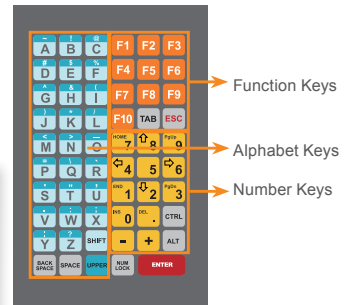 ~ ! @
A B C F1 F2 F3
# $ %
D E F F4 F5 F6
^ & (
G H I F7 F8 F9
) * /
J K L F10 TAB ESC
< > — HOME PgUp
M N O 7 8 9
= \
P Q R 4 5 6
" , END PgDn
S T U 1 2 3
INS DEL
V W X 0 . CTRL
Y Z SHIFT - + ALT
BACK SPACE SPACE UPPER NUM LOCK ENTER
Function Keys
Alphabet Keys
Number Keys